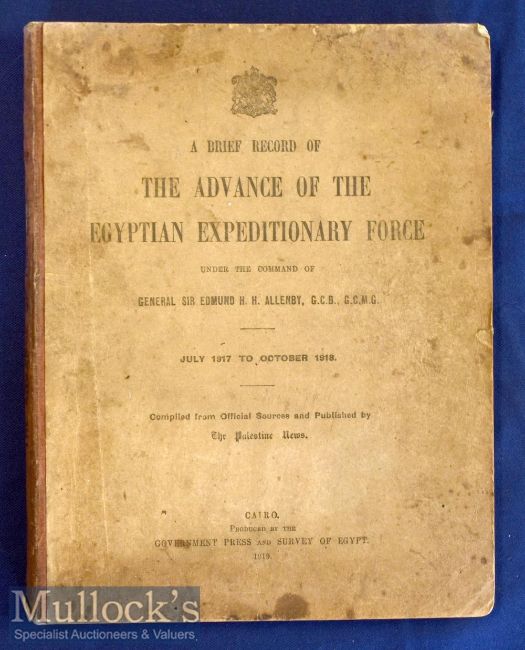 A BRIEF RECORD OF
THE ADVANCE OF THE
EGYPTIAN EXPEDITIONARY FORCE
UNDER THE COMMAND OF
GENERAL SIR EDMUND H. H. ALLENBY, G.C.B., G.C.M.G.
JULY 1917 TO OCTOBER 1918.
Compiled from Official Sources and Published by
The Palestine News.
CAIRO.
PRODUCED BY THE
GOVERNMENT PRESS AND SURVEY OF EGYPT.
1919.
Mullock's
Specialist Auctioneers & Valuers